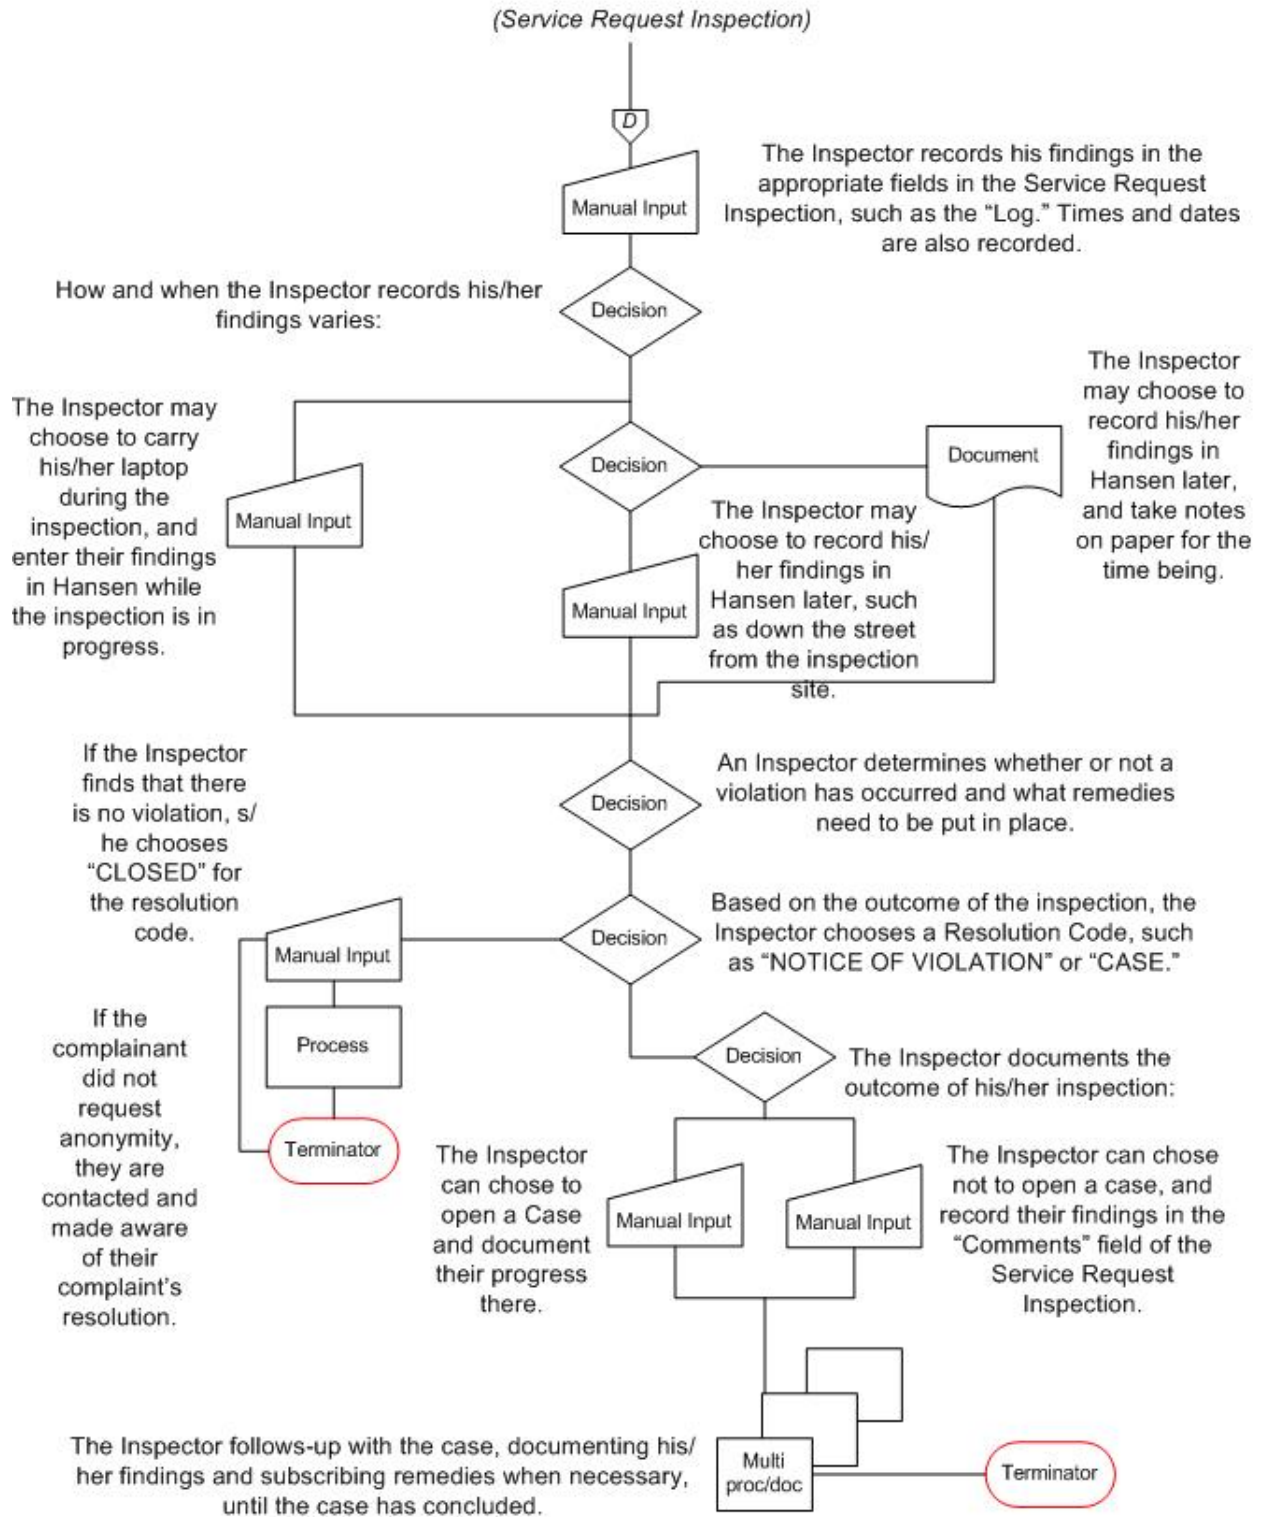 (Service Request Inspection)
D
Manual Input
The Inspector records his findings in the
appropriate fields in the Service Request
Inspection, such as the “Log.” Times and dates
are also recorded.
How and when the Inspector records his/her
findings varies:
Decision
The Inspector may
choose to carry
his/her laptop
during the
inspection, and
enter their findings
in Hansen while
the inspection is in
progress.
Manual Input
Decision
Document
The Inspector
may choose to
record his/her
findings in
Hansen later,
and take notes
on paper for the
time being.
The Inspector may
choose to record his/
her findings in
Hansen later, such
as down the street
from the inspection
site.
Manual Input
Decision
An Inspector determines whether or not a
violation has occurred and what remedies
need to be put in place.
If the Inspector
finds that there
is no violation, s/
he chooses
“CLOSED” for
the resolution
code.
Manual Input
Decision
Based on the outcome of the inspection, the
Inspector chooses a Resolution Code, such
as “NOTICE OF VIOLATION” or “CASE.”
If the
complainant
did not
request
anonymity,
they are
contacted and
made aware
of their
complaint’s
resolution.
Process
Terminator
Decision
The Inspector documents the
outcome of his/her inspection:
The Inspector
can chose to
open a Case
and document
their progress
there.
Manual Input
Manual Input
The Inspector can chose
not to open a case, and
record their findings in the
“Comments” field of the
Service Request
Inspection.
The Inspector follows-up with the case, documenting his/
her findings and subscribing remedies when necessary,
until the case has concluded.
Multi
proc/doc
Terminator